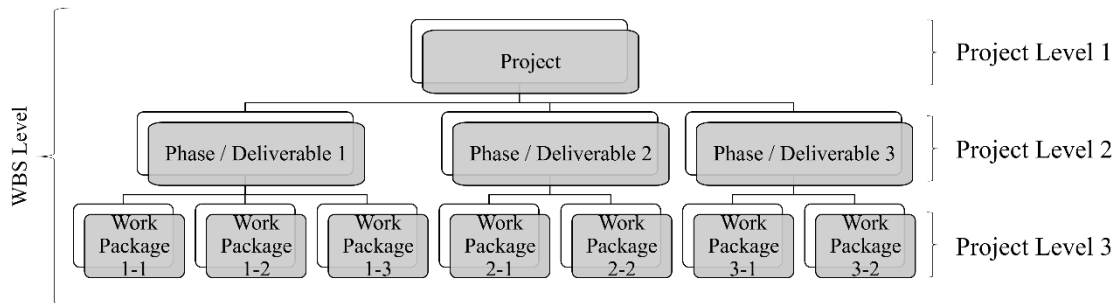 Project
Project Level 1
WBS Level
Phase / Deliverable 1
Phase / Deliverable 2
Phase / Deliverable 3
Project Level 2
Work
Package
1-1
Work
Package
1-2
Work
Package
1-3
Work
Package
2-1
Work
Package
2-2
Work
Package
3-1
Work
Package
3-2
Project Level 3